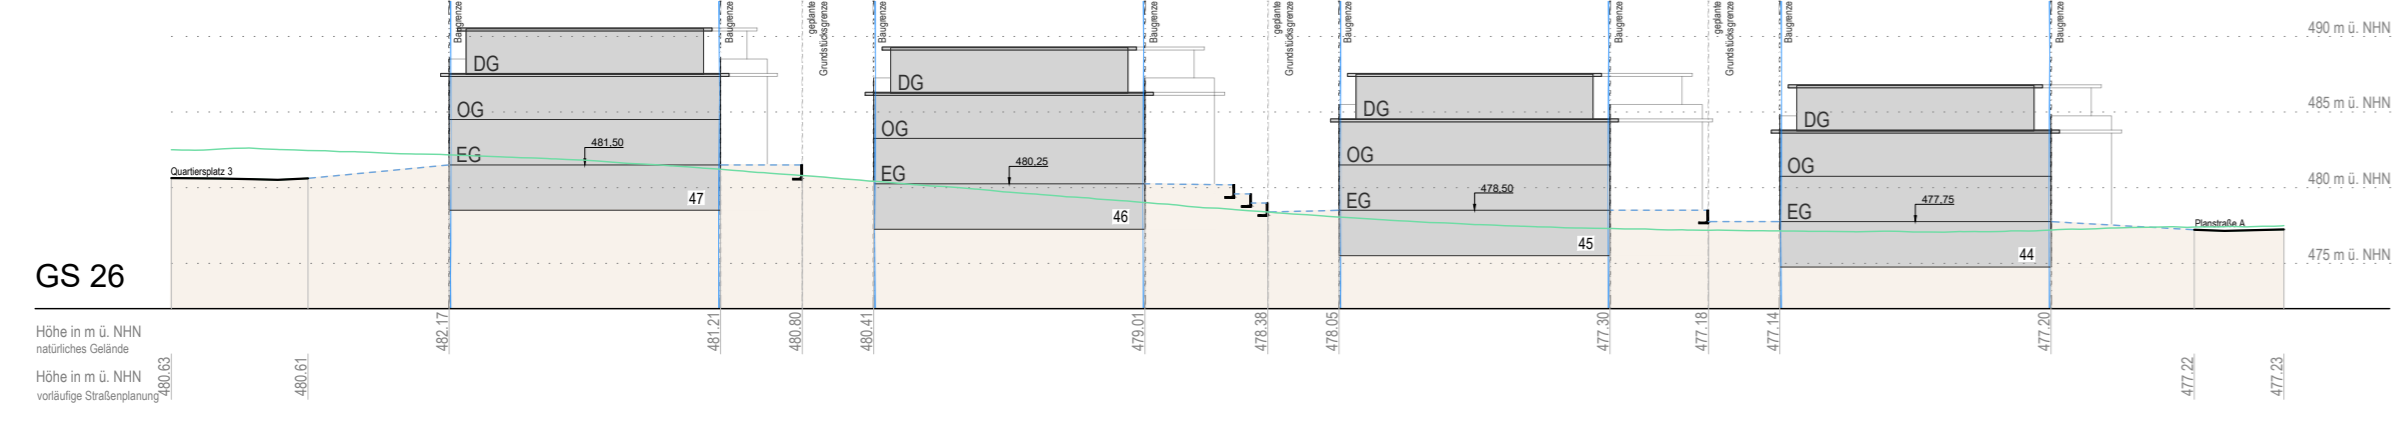 Baugrenze
Baugrenze
geplante
Grundstücksgrenze
Baugrenze
Baugrenze
geplante
Grundstücksgrenze
Baugrenze
Baugrenze
geplante
Grundstücksgrenze
Baugrenze
Baugrenze
490 m ü. NHN
485 m ü. NHN
480 m ü. NHN
475 m ü. NHN
DG
OG
EG
481.50
47
DG
OG
EG
480.25
46
DG
OG
EG
478.50
45
DG
OG
EG
477.75
44
Quartiersplatz 3
Planstraße A
GS 26
Höhe in m ü. NHN
natürliches Gelände
482.17
481.21
480.80
480.41
479.01
478.38
478.05
477.30
477.18
477.14
477.20
Höhe in m ü. NHN
vorläufige Straßenplanung
480.63
480.61
477.22
477.23